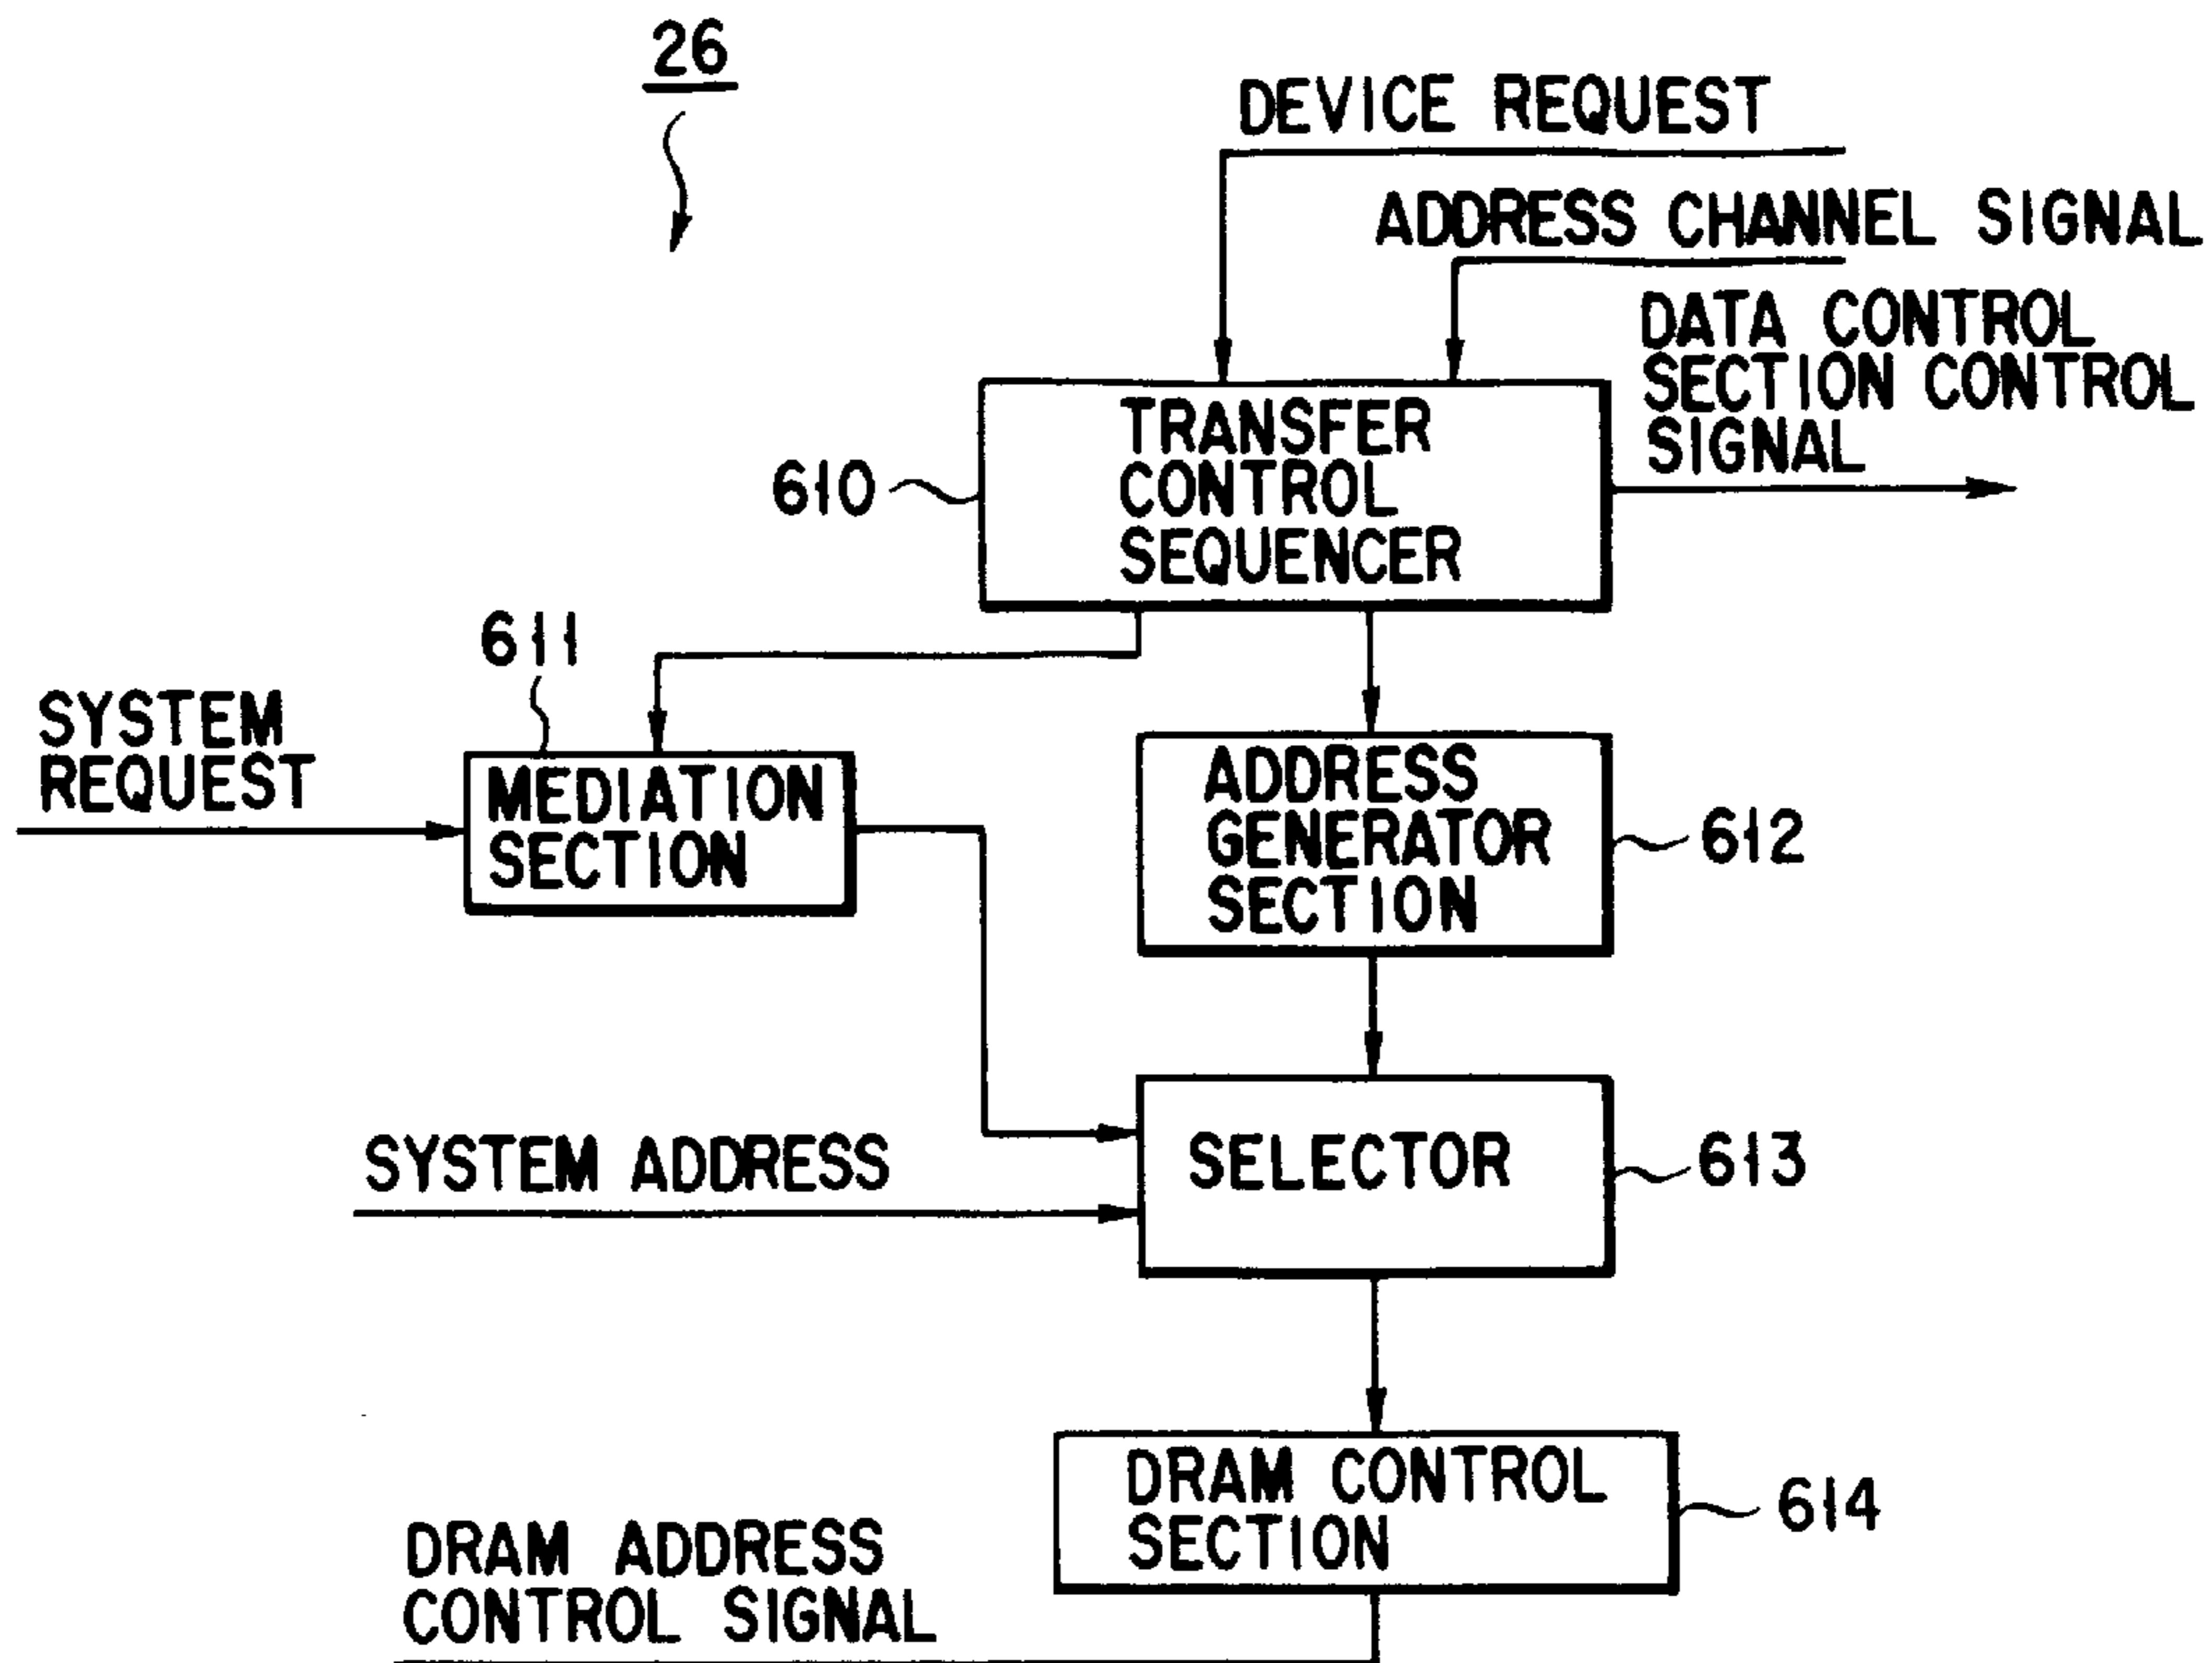 26
DEVICE REQUEST
ADDRESS CHANNEL SIGNAL
DATA CONTROL
SECTION CONTROL
SIGNAL
TRANSFER
CONTROL
SEQUENCER
610
611
SYSTEM
REQUEST
MEDIATION
SECTION
ADDRESS
GENERATOR
SECTION
612
SYSTEM ADDRESS
SELECTOR
613
DRAM CONTROL
SECTION
614
DRAM ADDRESS
CONTROL SIGNAL